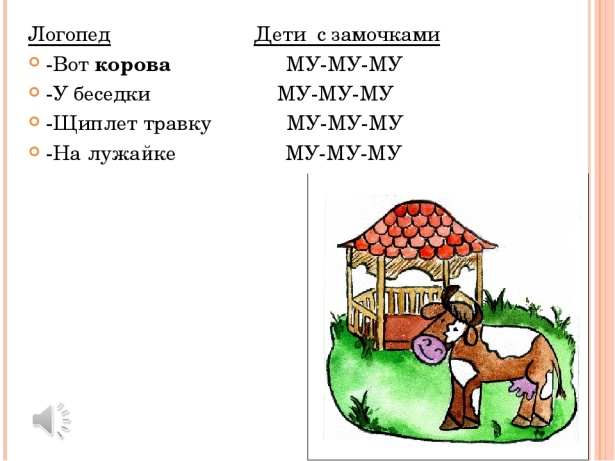 Логопед Дети с замочками
-Вот корова МУ-МУ-МУ
-У беседки МУ-МУ-МУ
-Щиплет травку МУ-МУ-МУ
-На лужайке МУ-МУ-МУ